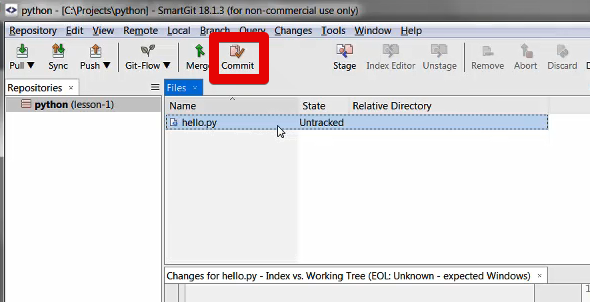 python - [C:\Projects\python] - SmartGit 18.1.3 (for non-commercial use only)
Repository Edit View Remote Local Branch Query Changes Tools Window Help
Pull ▼ Sync Push ▼ Git-Flow ▼ Merge Commit Stage Index Editor Unstage Remove Abort Discard
Repositories × Files ×
Name State Relative Directory
python (lesson-1)
hello.py Untracked
Changes for hello.py - Index vs. Working Tree (EOL: Unknown - expected Windows) ×
1